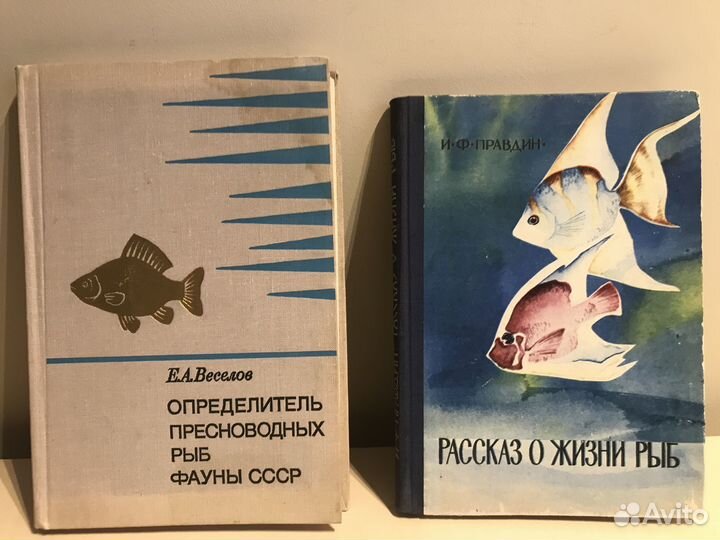 Е.А.Веселов
ОПРЕДЕЛИТЕЛЬ
ПРЕСНОВОДНЫХ
РЫБ
ФАУНЫ СССР
И·Ф·ПРАВДИН·
РАССКАЗ О ЖИЗНИ РЫБ
Avito